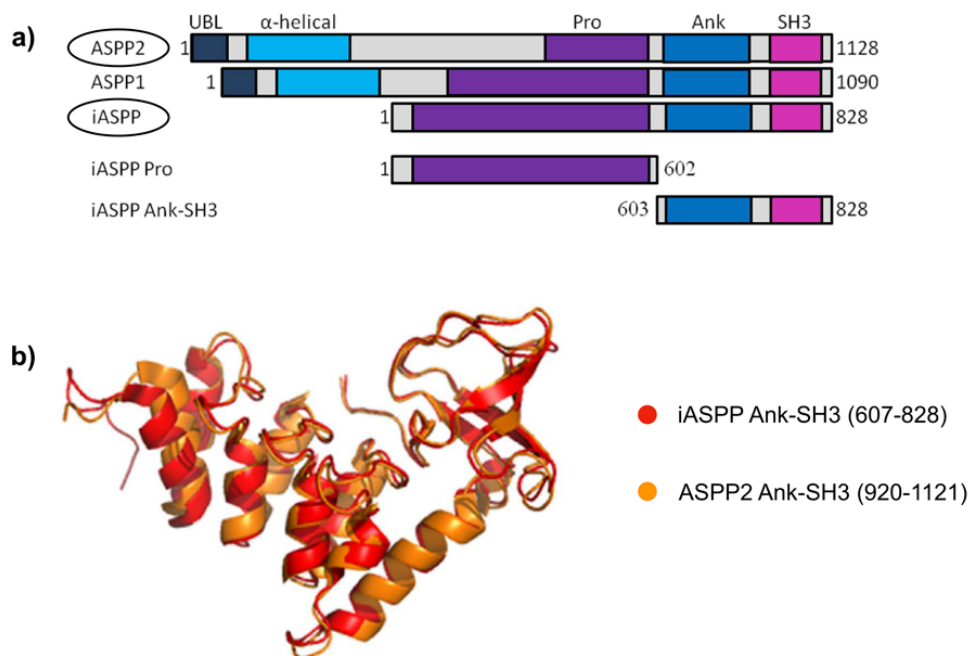 a) UBL α-helical Pro Ank SH3
ASPP2 1 1128
ASPP1 1 1090
iASPP 1 828
iASPP Pro 1 602
iASPP Ank-SH3 603 828
b)
iASPP Ank-SH3 (607-828)
ASPP2 Ank-SH3 (920-1121)